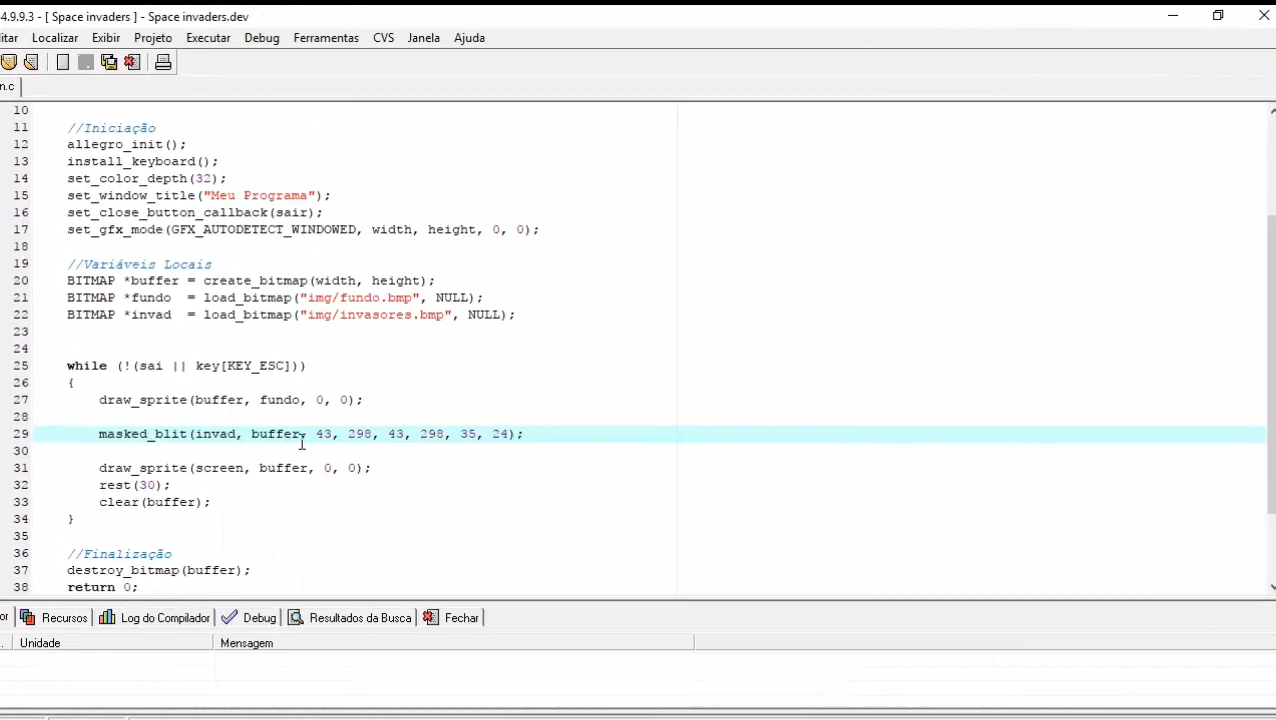 4.9.9.3 - [ Space invaders ] - Space invaders.dev
itar Localizar Exibir Projeto Executar Debug Ferramentas CVS Janela Ajuda
n.c
10
11 //Iniciação
12 allegro_init();
13 install_keyboard();
14 set_color_depth(32);
15 set_window_title("Meu Programa");
16 set_close_button_callback(sair);
17 set_gfx_mode(GFX_AUTODETECT_WINDOWED, width, height, 0, 0);
18
19 //Variáveis Locais
20 BITMAP *buffer = create_bitmap(width, height);
21 BITMAP *fundo  = load_bitmap("img/fundo.bmp", NULL);
22 BITMAP *invad  = load_bitmap("img/invasores.bmp", NULL);
23
24
25 while (!(sai || key[KEY_ESC]))
26 {
27 draw_sprite(buffer, fundo, 0, 0);
28
29 masked_blit(invad, buffer, 43, 298, 43, 298, 35, 24);
30
31 draw_sprite(screen, buffer, 0, 0);
32 rest(30);
33 clear(buffer);
34 }
35
36 //Finalização
37 destroy_bitmap(buffer);
38 return 0;
or Recursos Log do Compilador Debug Resultados da Busca Fechar
. Unidade Mensagem